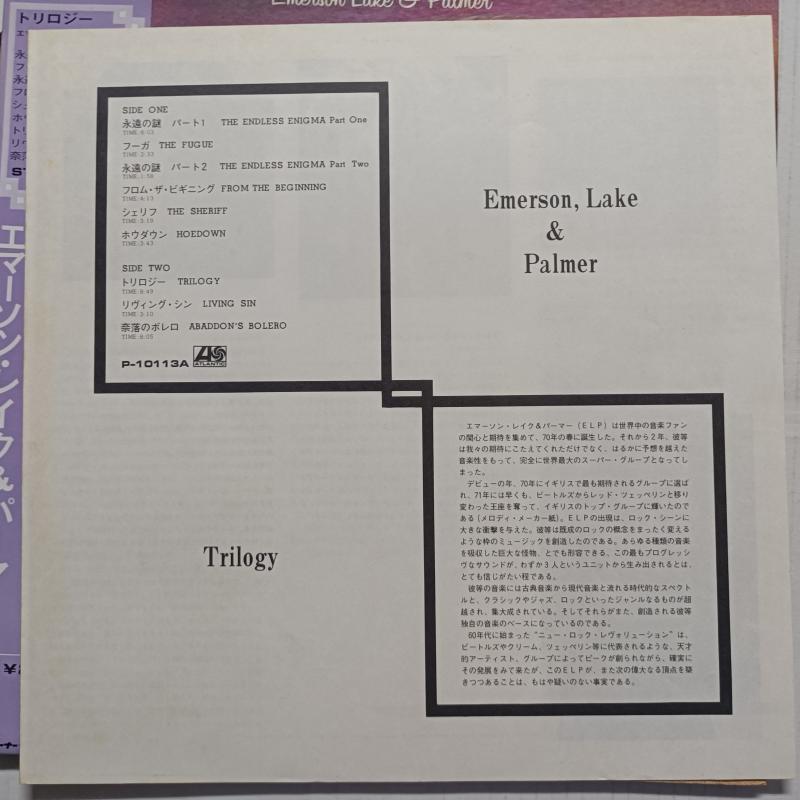 Emerson Lake & Palmer
トリロジー
SIDE ONE
永遠の謎 パート1 THE ENDLESS ENIGMA Part One
TIME:6:03
フーガ THE FUGUE
TIME:2:33
永遠の謎 パート2 THE ENDLESS ENIGMA Part Two
TIME:1:58
フロム・ザ・ビギニング FROM THE BEGINNING
TIME:4:13
シェリフ THE SHERIFF
TIME:3:19
ホウダウン HOEDOWN
TIME:3:43
SIDE TWO
トリロジー TRILOGY
TIME:8:49
リヴィング・シン LIVING SIN
TIME:3:10
奈落のボレロ ABADDON'S BOLERO
TIME:8:05
P-10113A ATLANTIC
Emerson, Lake
&
Palmer
Trilogy
エマーソン・レイク&パーマー(ELP)は世界中の音楽ファン
の関心と期待を集めて、70年の春に誕生した。それから2年、彼等
は我々の期待にこたえてくれただけでなく、はるかに予想を越えた
音楽性をもって、完全に世界最大のスーパー・グループとなってし
まった。
デビューの年、70年にイギリスで最も期待されるグループに選ば
れ、71年には早くも、ビートルズからレッド・ツェッペリンと移り
変わった王座を奪って、イギリスのトップ・グループに輝いたので
ある(メロディ・メーカー紙)。ELPの出現は、ロック・シーンに
大きな衝撃を与えた。彼等は既成のロックの概念をまったく変える
ような枠のミュージックを創造したのである。あらゆる種類の音楽
を吸収した巨大な怪物、とでも形容できる、この最もプログレッシ
ヴなサウンドが、わずか3人というユニットから生み出されるとは、
とても信じがたい程である。
彼等の音楽には古典音楽から現代音楽と流れる時代的なスペクト
ルと、クラシックやジャズ、ロックといったジャンルなるものが超
越され、集大成されている。そしてそれらがまた、創造される彼等
独自の音楽のベースになっているのである。
60年代に始まった“ニュー・ロック・レヴォリューション”は、
ビートルズやクリーム、ツェッペリン等に代表されるような、天才
的アーティスト、グループによってピークが創られながら、確実に
その発展をみて来たが、このELPが、また次の偉大なる頂点を築
きつつあることは、もはや疑いのない事実である。
エマーソン・レイク&パ